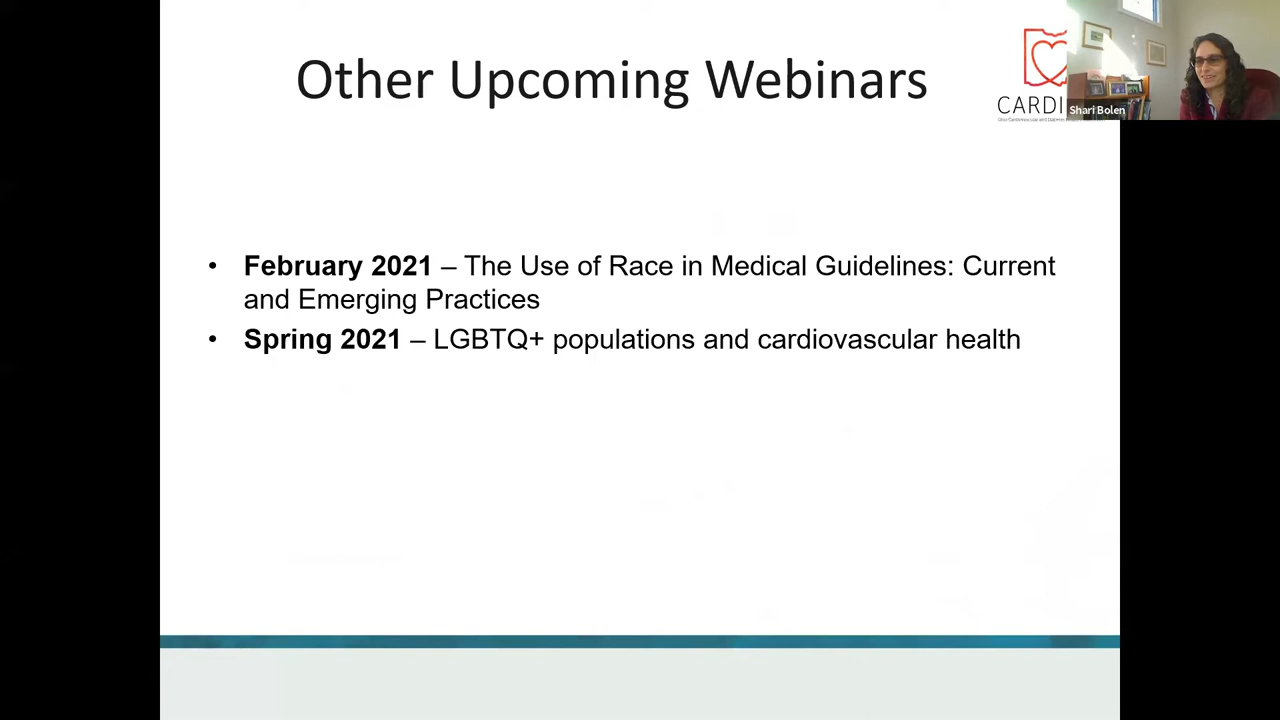 Other Upcoming Webinars
CARDI
Shari Bolen
• February 2021 – The Use of Race in Medical Guidelines: Current
and Emerging Practices
• Spring 2021 – LGBTQ+ populations and cardiovascular health